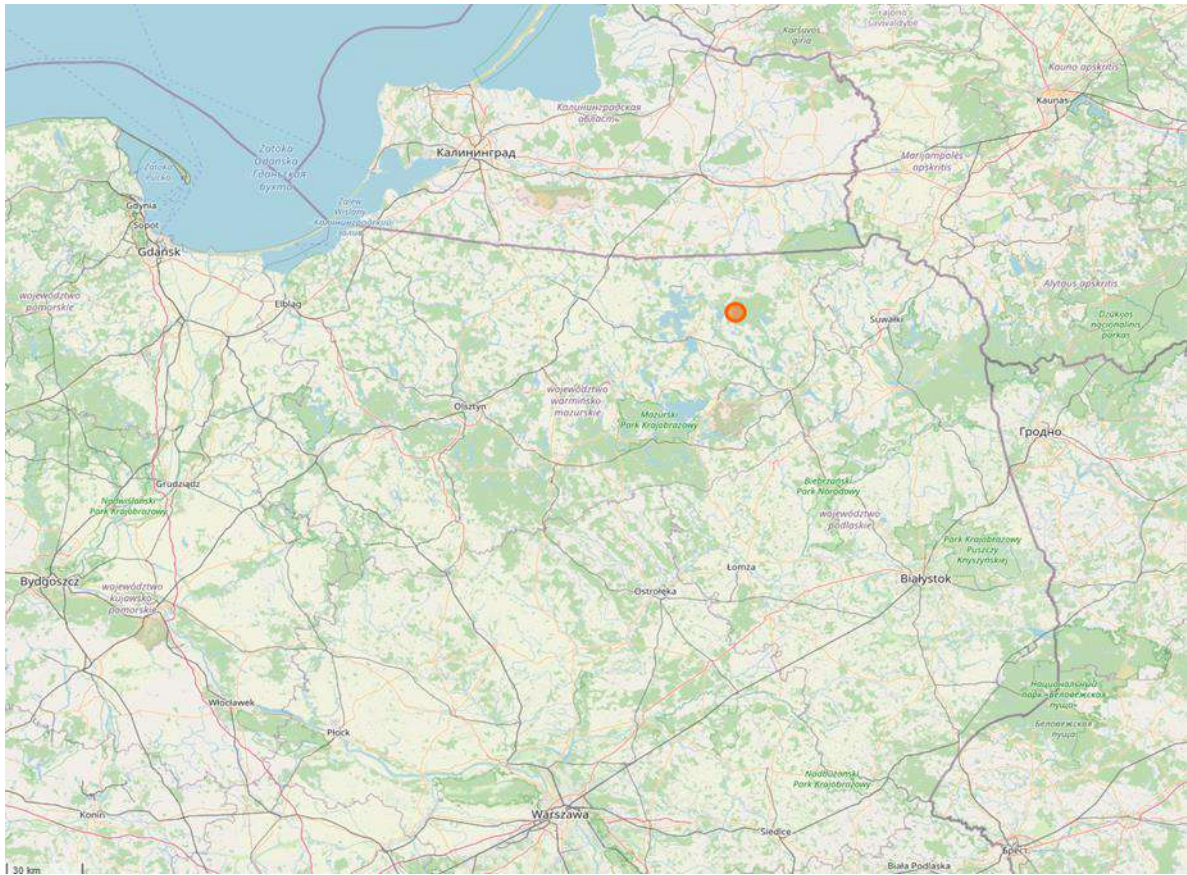 rajono
savivaldybė
Karšuvos
giria
Kauno apskritis
Kaunas
Калининградская
область
Калининград
Marijampolės
apskritis
Zatoka
Gdańska
Гданьская
бухта
Zatoka
Pucka
Gdynia
Sopot
Gdańsk
Zalew
Wiślany
Калининградский
залив
województwo
pomorskie
Elbląg
Suwałki
Alytaus apskritis
Dzūkijos
nacionalinis
parkas
województwo
warmińsko-
mazurskie
Olsztyn
Mazurski
Park Krajobrazowy
Гродно
Grudziądz
Nadwiślański
Park Krajobrazowy
Biebrzański
Park Narodowy
województwo
podlaskie
Park Krajobrazowy
Puszczy
Knyszyńskiej
Bydgoszcz
województwo
kujawsko-
pomorskie
Łomża
Ostrołęka
Białystok
Национальный
парк «Беловежская
пуща»
Беловежская
пуща
Włocławek
Płock
Nadbużański
Park Krajobrazowy
Konin
Warszawa
Siedlce
Брест
Biała Podlaska
30 km